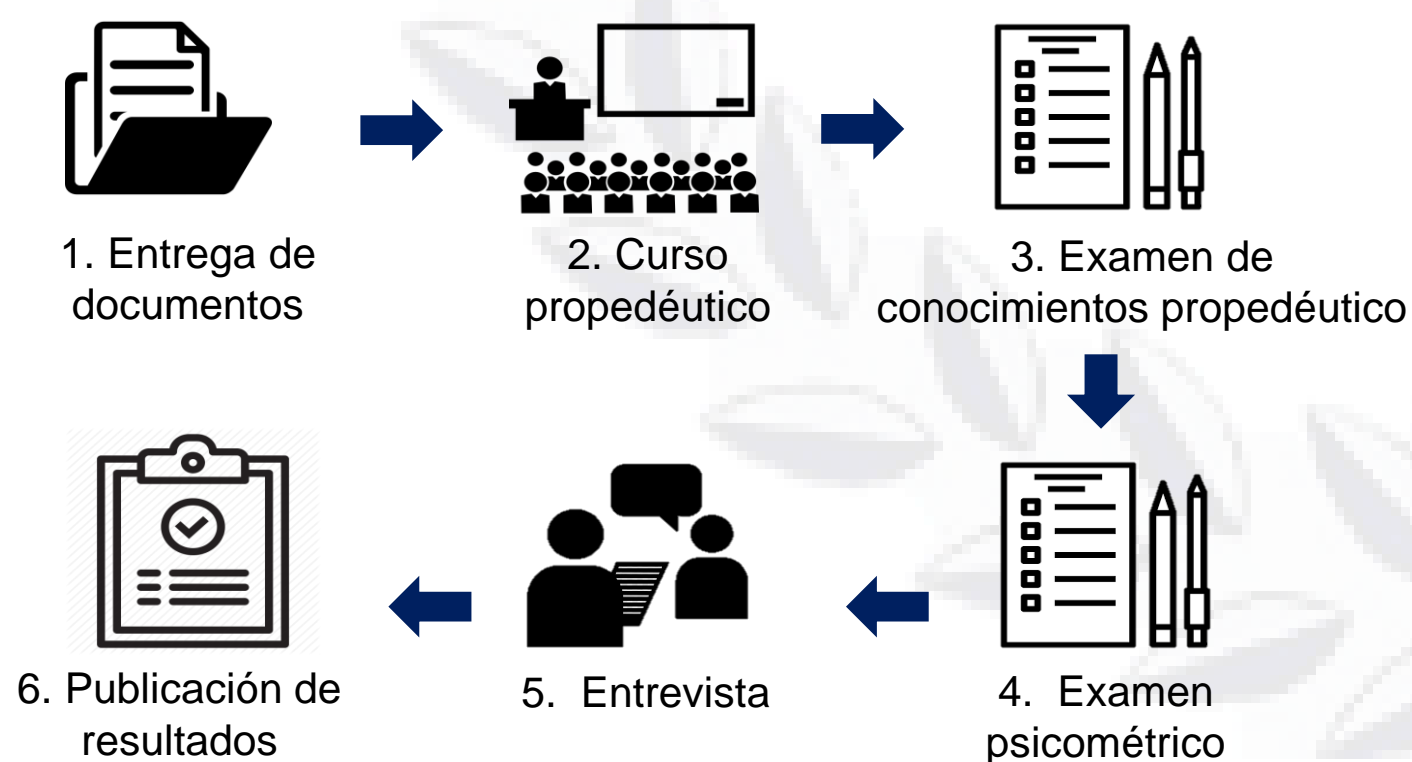 1. Entrega de
documentos
2. Curso
propedéutico
3. Examen de
conocimientos propedéutico
4. Examen
psicométrico
5. Entrevista
6. Publicación de
resultados